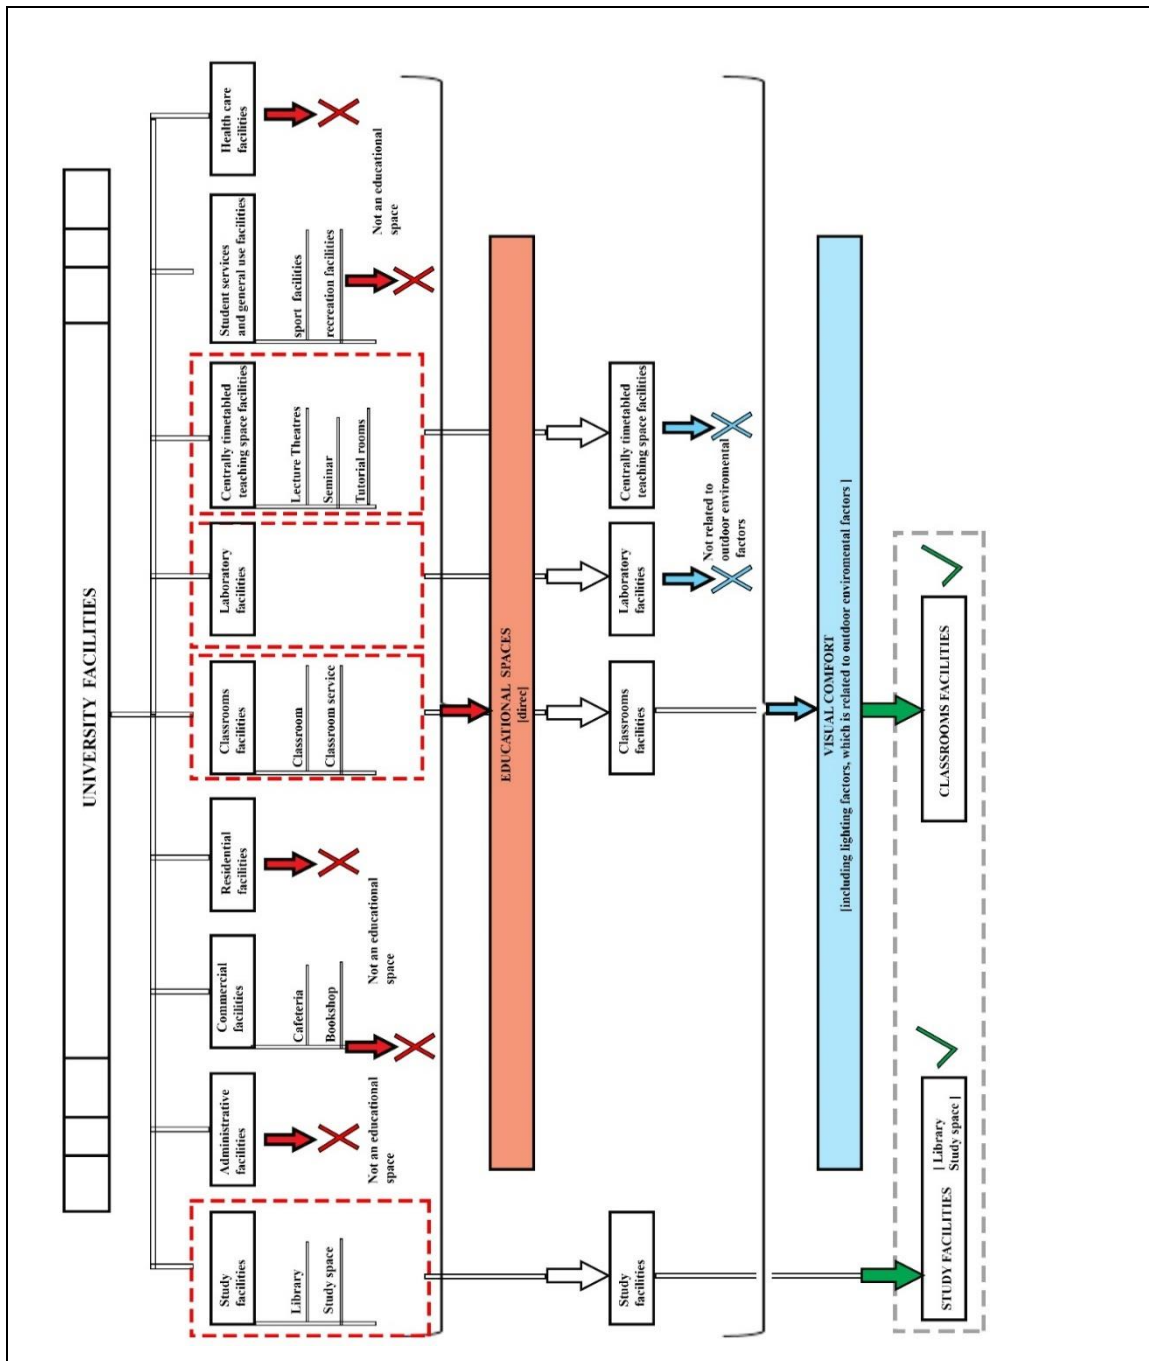 UNIVERSITY FACILITIES
Study
facilities
Library
Study space
Administrative
facilities
Not an educational
space
Commercial
facilities
Cafeteria
Bookshop
Residential
facilities
Not an educational
space
Classrooms
facilities
Classroom
Classroom service
Laboratory
facilities
Centrally timetabled
teaching space facilities
Lecture Theatres
Seminar
Tutorial rooms
Student services
and general use facilities
sport facilities
recreation facilities
Health care
facilities
Not an educational
space
EDUCATIONAL SPACES
[direc]
Study
facilities
Classrooms
facilities
Laboratory
facilities
Centrally timetabled
teaching space facilities
Not related to
outdoor enviromental
factors
VISUAL COMFORT
[including lighting factors, which is related to outdoor enviromental factors ]
STUDY FACILITIES
[ Library
Study space ]
CLASSROOMS FACILITIES